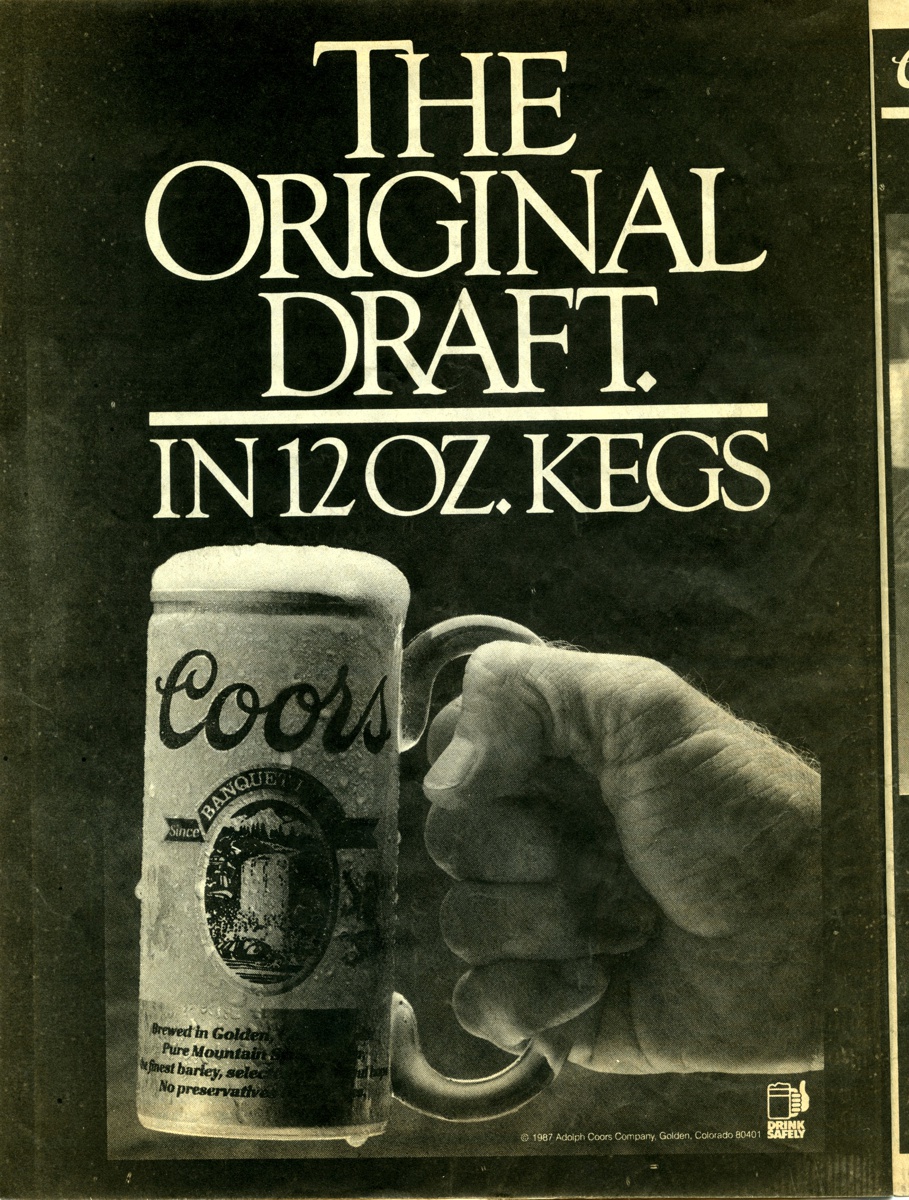 THE
ORIGINAL
DRAFT.
IN 12 OZ. KEGS
Coors
BANQUET
Since
Brewed in Golden,
Pure Mountain
finest barley,
No preservatives
© 1987 Adolph Coors Company, Golden, Colorado 80401
DRINK
SAFELY